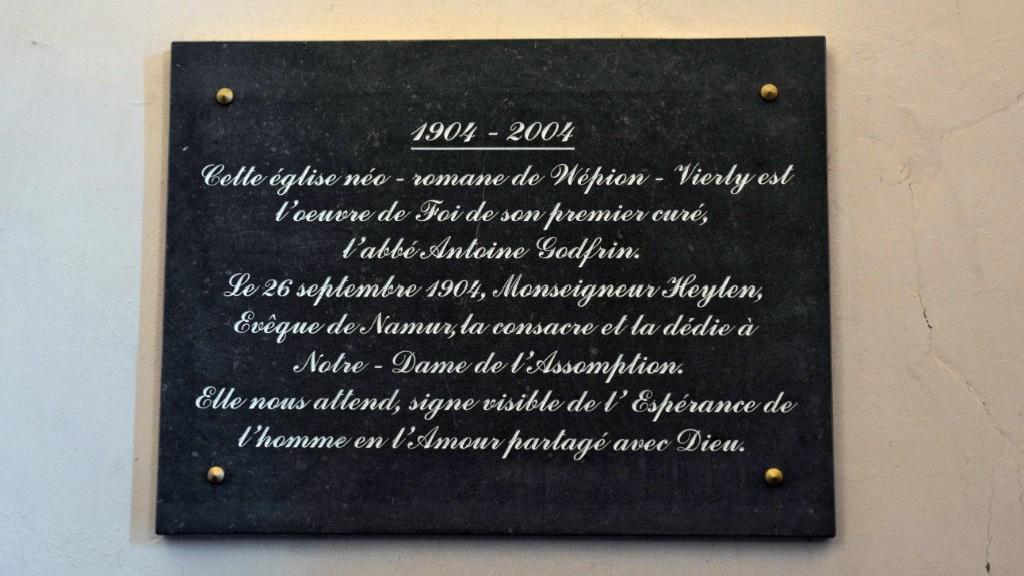 1904 - 2004
Cette église néo - romane de Wépion - Vierly est
l'oeuvre de Foi de son premier curé,
l'abbé Antoine Godfrin.
Le 26 septembre 1904, Monseigneur Heylen,
Evêque de Namur, la consacre et la dédie à
Notre - Dame de l'Assomption.
Elle nous attend, signe visible de l' Espérance de
l'homme en l'Amour partagé avec Dieu.